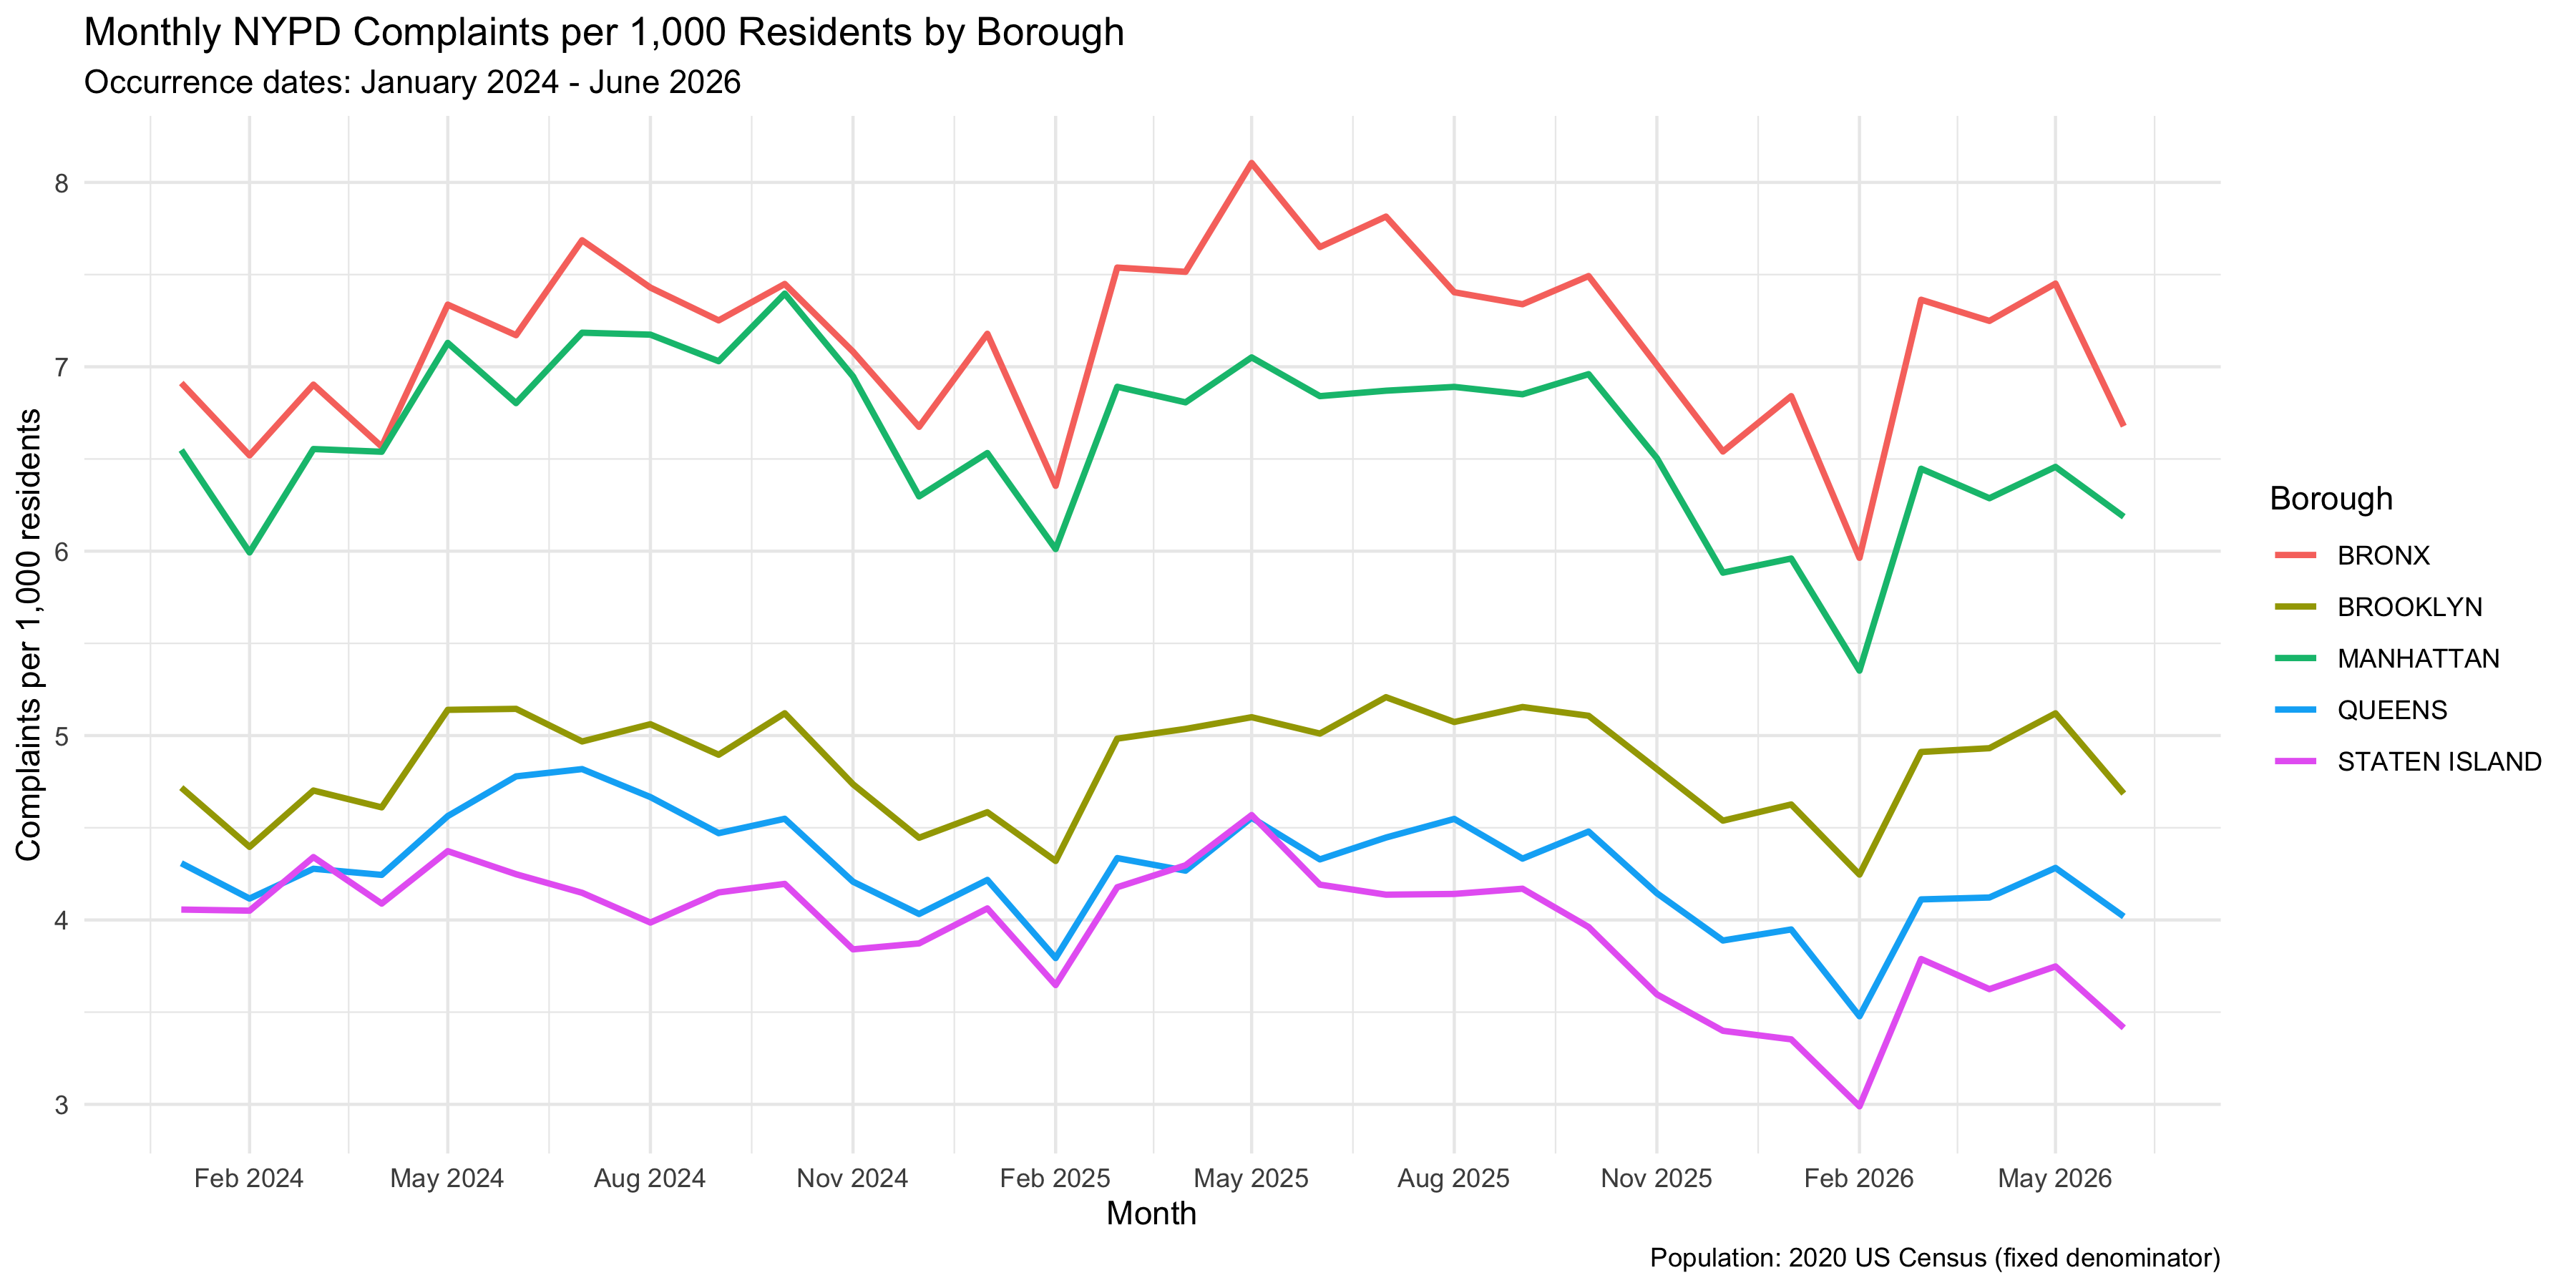 Monthly NYPD Complaints per 1,000 Residents by Borough
Occurrence dates: January 2024 - June 2026
Complaints per 1,000 residents
8
7
6
5
4
3
Feb 2024
May 2024
Aug 2024
Nov 2024
Feb 2025
May 2025
Aug 2025
Nov 2025
Feb 2026
May 2026
Month
Borough
BRONX
BROOKLYN
MANHATTAN
QUEENS
STATEN ISLAND
Population: 2020 US Census (fixed denominator)